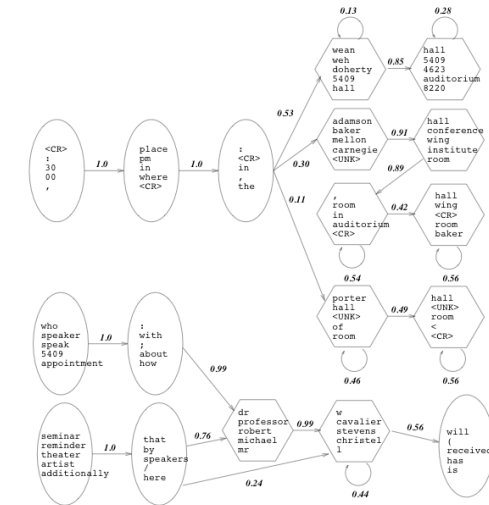 0.13
0.28
wean
weh
doherty
5409
hall
0.85
hall
5409
4623
auditorium
8220
0.53
<CR>
:
30
00
,
1.0
place
pm
in
where
<CR>
1.0
:
<CR>
in
,
the
0.30
adamson
baker
mellon
carnegie
<UNK>
0.91
hall
conference
wing
institute
room
0.89
0.11
,
room
in
auditorium
<CR>
0.42
hall
wing
<CR>
room
baker
0.54
0.56
porter
hall
<UNK>
of
room
0.49
hall
<UNK>
room
<
<CR>
0.46
0.56
who
speaker
speak
5409
appointment
1.0
:
with
;
about
how
0.99
dr
professor
robert
michael
mr
0.99
w
cavalier
stevens
christel
l
0.56
will
(
received
has
is
seminar
reminder
theater
artist
additionally
1.0
that
by
speakers
/
here
0.76
0.24
0.44